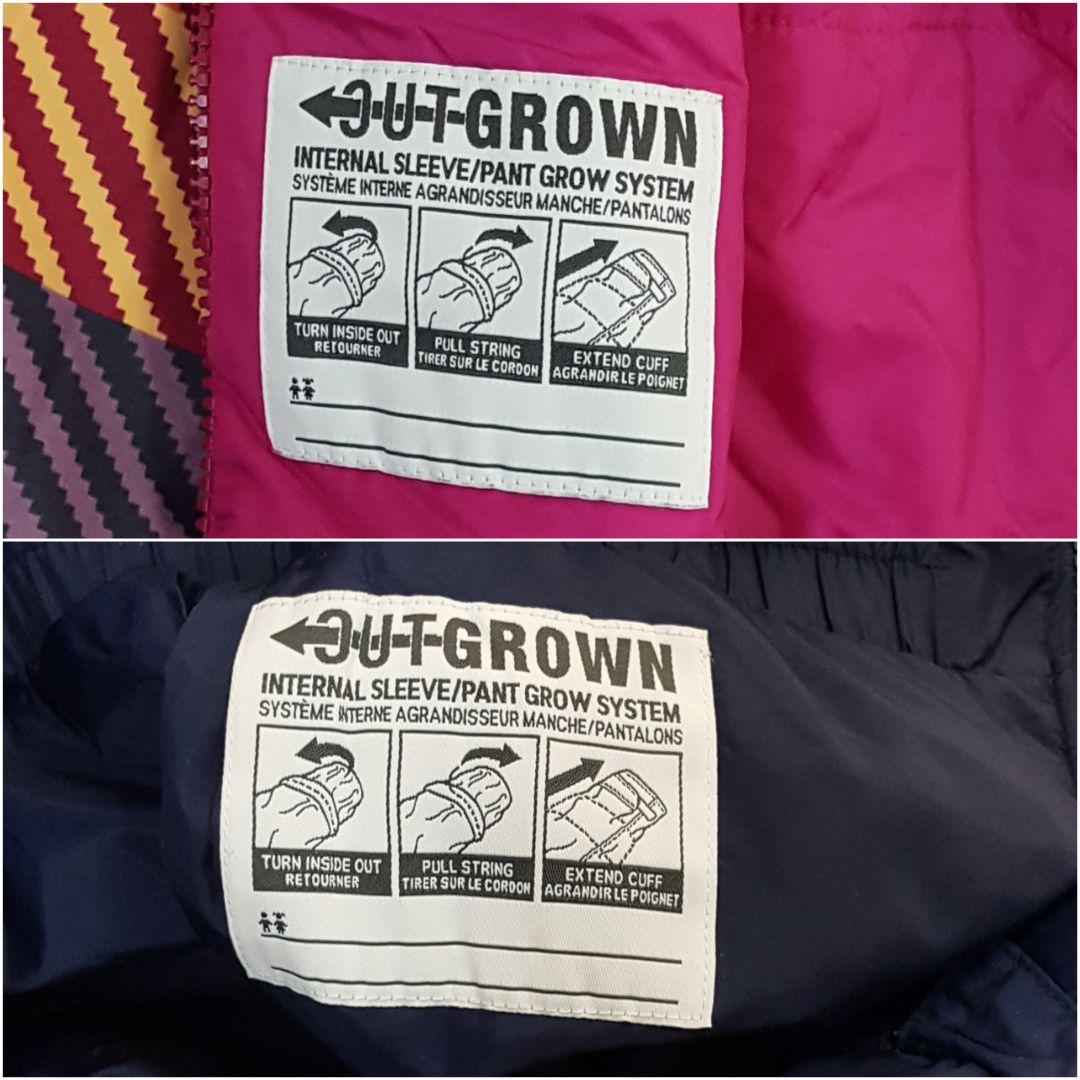 OUTGROWN
INTERNAL SLEEVE/PANT GROW SYSTEM
SYSTÈME INTERNE AGRANDISSEUR MANCHE/PANTALONS
TURN INSIDE OUT
RETOURNER
PULL STRING
TIRER SUR LE CORDON
EXTEND CUFF
AGRANDIR LE POIGNET
OUTGROWN
INTERNAL SLEEVE/PANT GROW SYSTEM
SYSTÈME INTERNE AGRANDISSEUR MANCHE/PANTALONS
TURN INSIDE OUT
RETOURNER
PULL STRING
TIRER SUR LE CORDON
EXTEND CUFF
AGRANDIR LE POIGNET